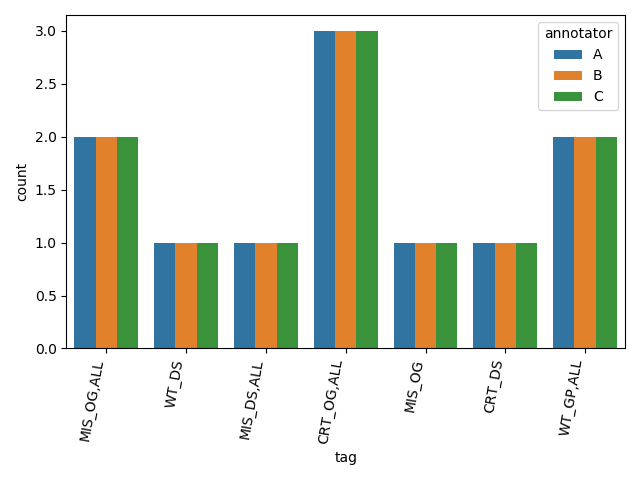 annotator
A
B
C
3.0
2.5
2.0
1.5
1.0
0.5
0.0
count
MIS_OG,ALL
WT_DS
MIS_DS,ALL
CRT_OG,ALL
MIS_OG
CRT_DS
WT_GP,ALL
tag